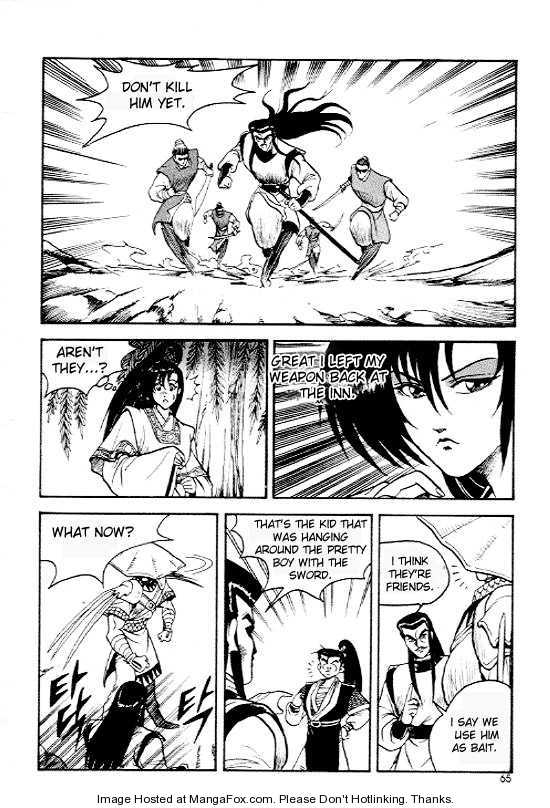 DON'T KILL
HIM YET.
AREN'T
THEY...?
GREAT I LEFT MY
WEAPON BACK AT
THE INN.
WHAT NOW?
타
타
THAT'S THE KID THAT
WAS HANGING
AROUND THE PRETTY
BOY WITH THE
SWORD.
I THINK
THEY'RE
FRIENDS.
I SAY WE
USE HIM
AS BAIT.
65
Image Hosted at MangaFox.com. Please Don't Hotlinking. Thanks.